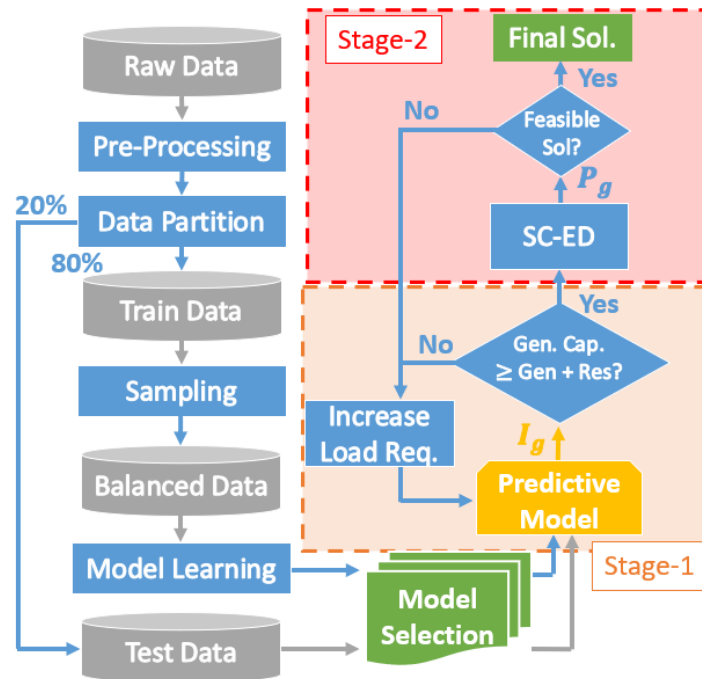 Raw Data
Pre-Processing
20%
Data Partition
80%
Train Data
Sampling
Balanced Data
Model Learning
Test Data
Model
Selection
Stage-2
Final Sol.
Yes
No
Feasible
Sol?
P_g
SC-ED
Yes
No
Gen. Cap.
≥ Gen + Res?
Increase
Load Req.
I_g
Predictive
Model
Stage-1